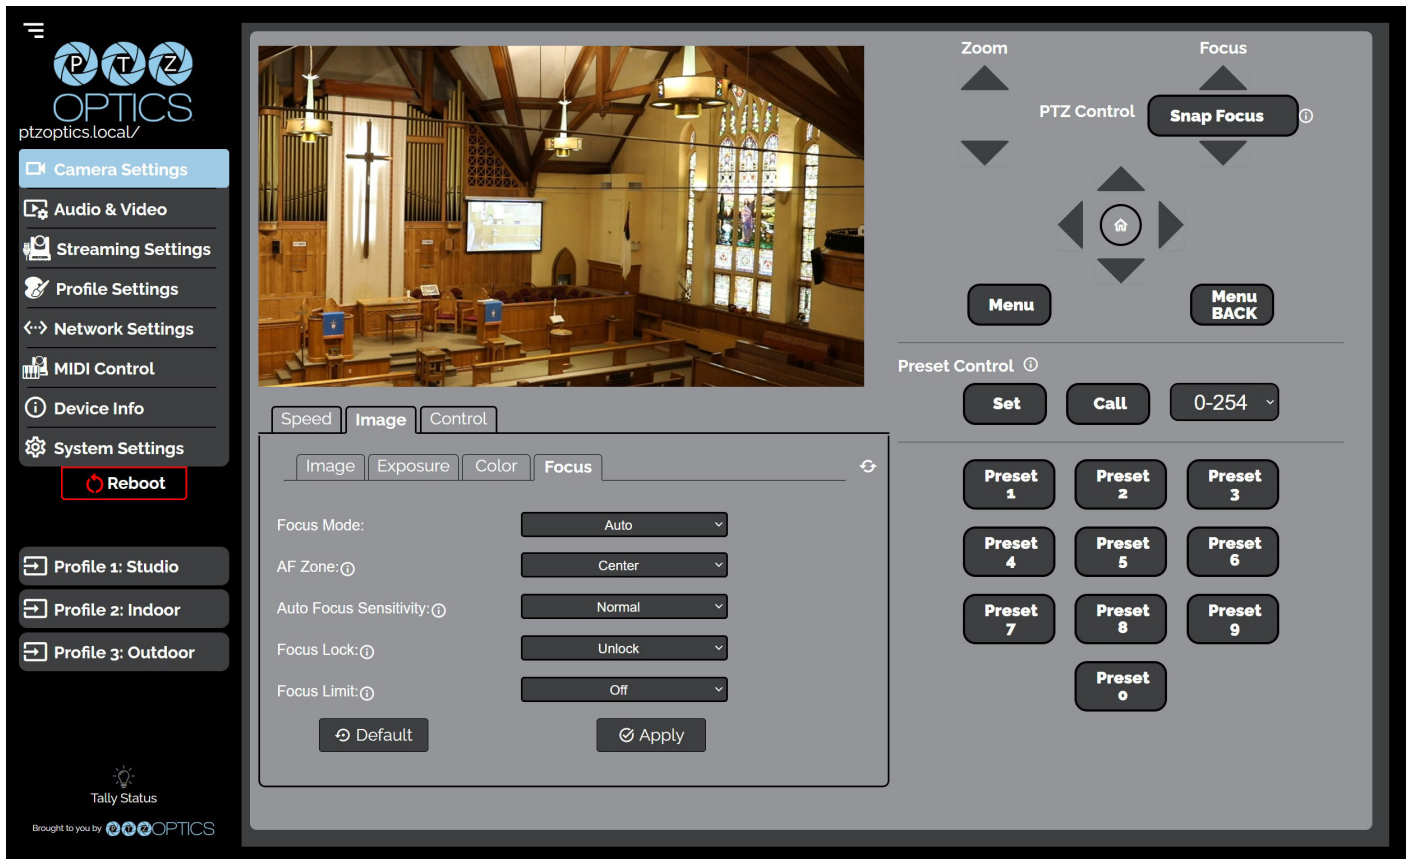 P T Z
OPTICS
ptzoptics.local/
Camera Settings
Audio & Video
Streaming Settings
Profile Settings
Network Settings
MIDI Control
Device Info
System Settings
Reboot
Profile 1: Studio
Profile 2: Indoor
Profile 3: Outdoor
Tally Status
Brought to you by PTZOPTICS
Speed Image Control
Image Exposure Color Focus
Focus Mode: Auto
AF Zone: Center
Auto Focus Sensitivity: Normal
Focus Lock: Unlock
Focus Limit: Off
Default Apply
Zoom Focus
PTZ Control Snap Focus
Menu Menu
BACK
Preset Control
Set Call 0-254
Preset Preset Preset
1 2 3
Preset Preset Preset
4 5 6
Preset Preset Preset
7 8 9
Preset
0